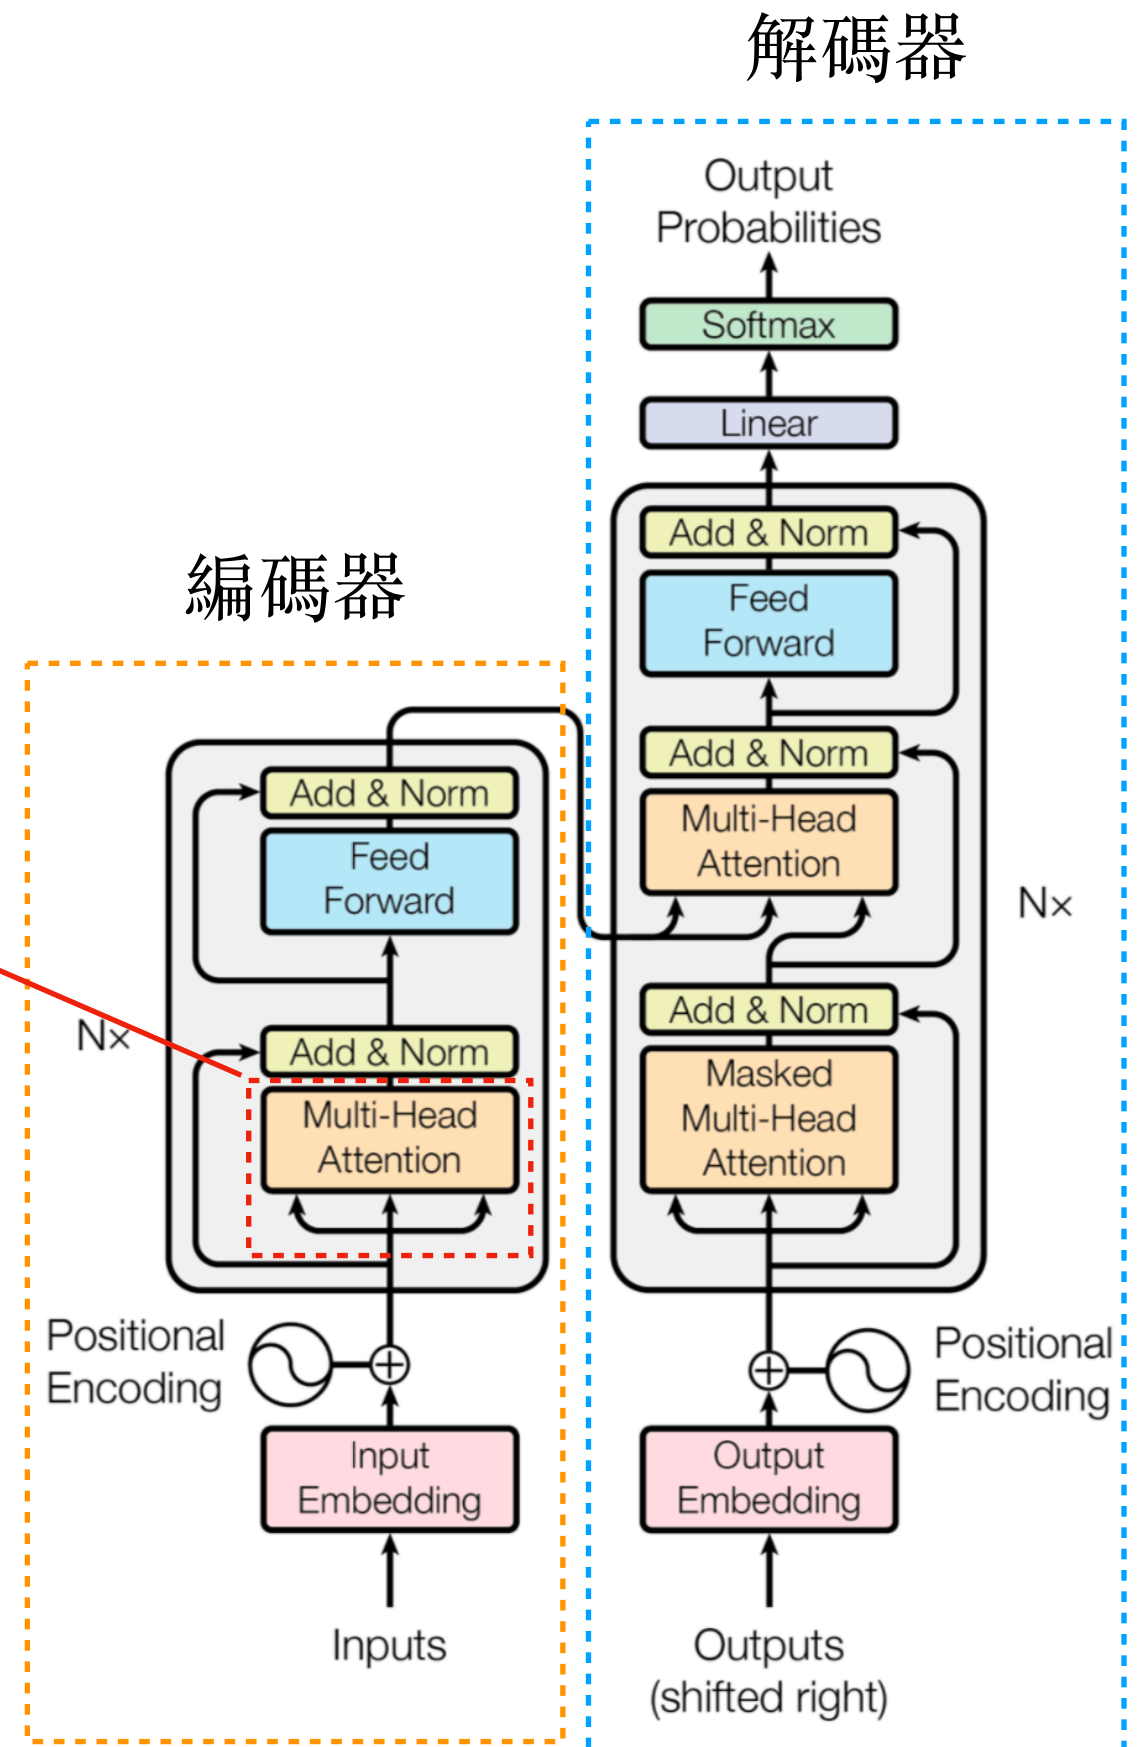 解碼器
Output
Probabilities
Softmax
Linear
Add & Norm
Feed
Forward
Add & Norm
Multi-Head
Attention
N×
Add & Norm
Masked
Multi-Head
Attention
Positional
Encoding
Output
Embedding
Outputs
(shifted right)
編碼器
Add & Norm
Feed
Forward
N×
Add & Norm
Multi-Head
Attention
Positional
Encoding
Input
Embedding
Inputs